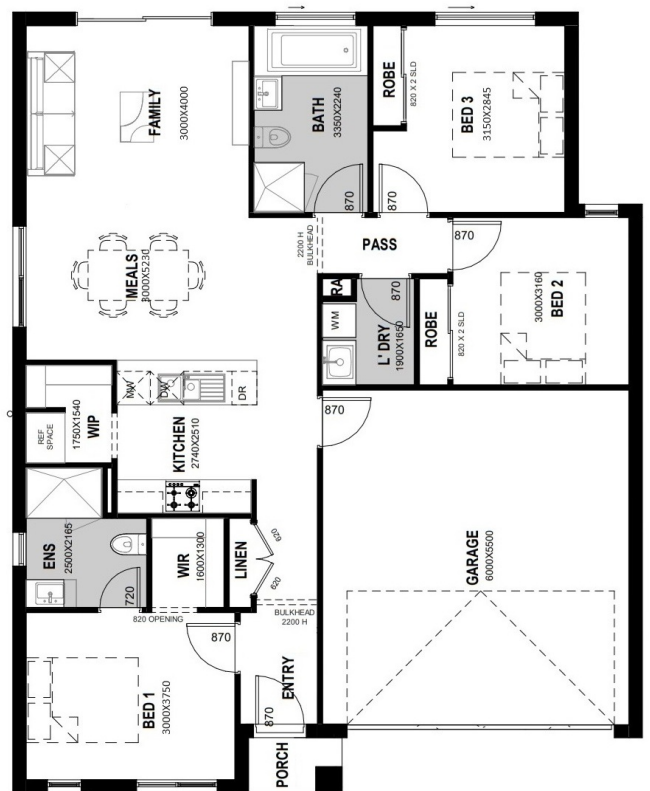 FAMILY
3000X4000
BATH
3350X2240
ROBE
820 X 2 SLD
BED 3
3150X2845
870
870
2200 H
BULKHEAD
PASS
870
MEALS
3000X5230
RA
WM
870
L' DRY
1900X1650
ROBE
820 X 2 SLD
BED 2
3000X3160
MW
DW
DR
870
REF
SPACE
1750X1540
WIP
KITCHEN
2740X2510
ENS
2500X2165
720
WIR
1600X1300
LINEN
620
620
GARAGE
6000X5500
820 OPENING
BULKHEAD
2200 H
870
BED 1
3000X3750
ENTRY
870
PORCH